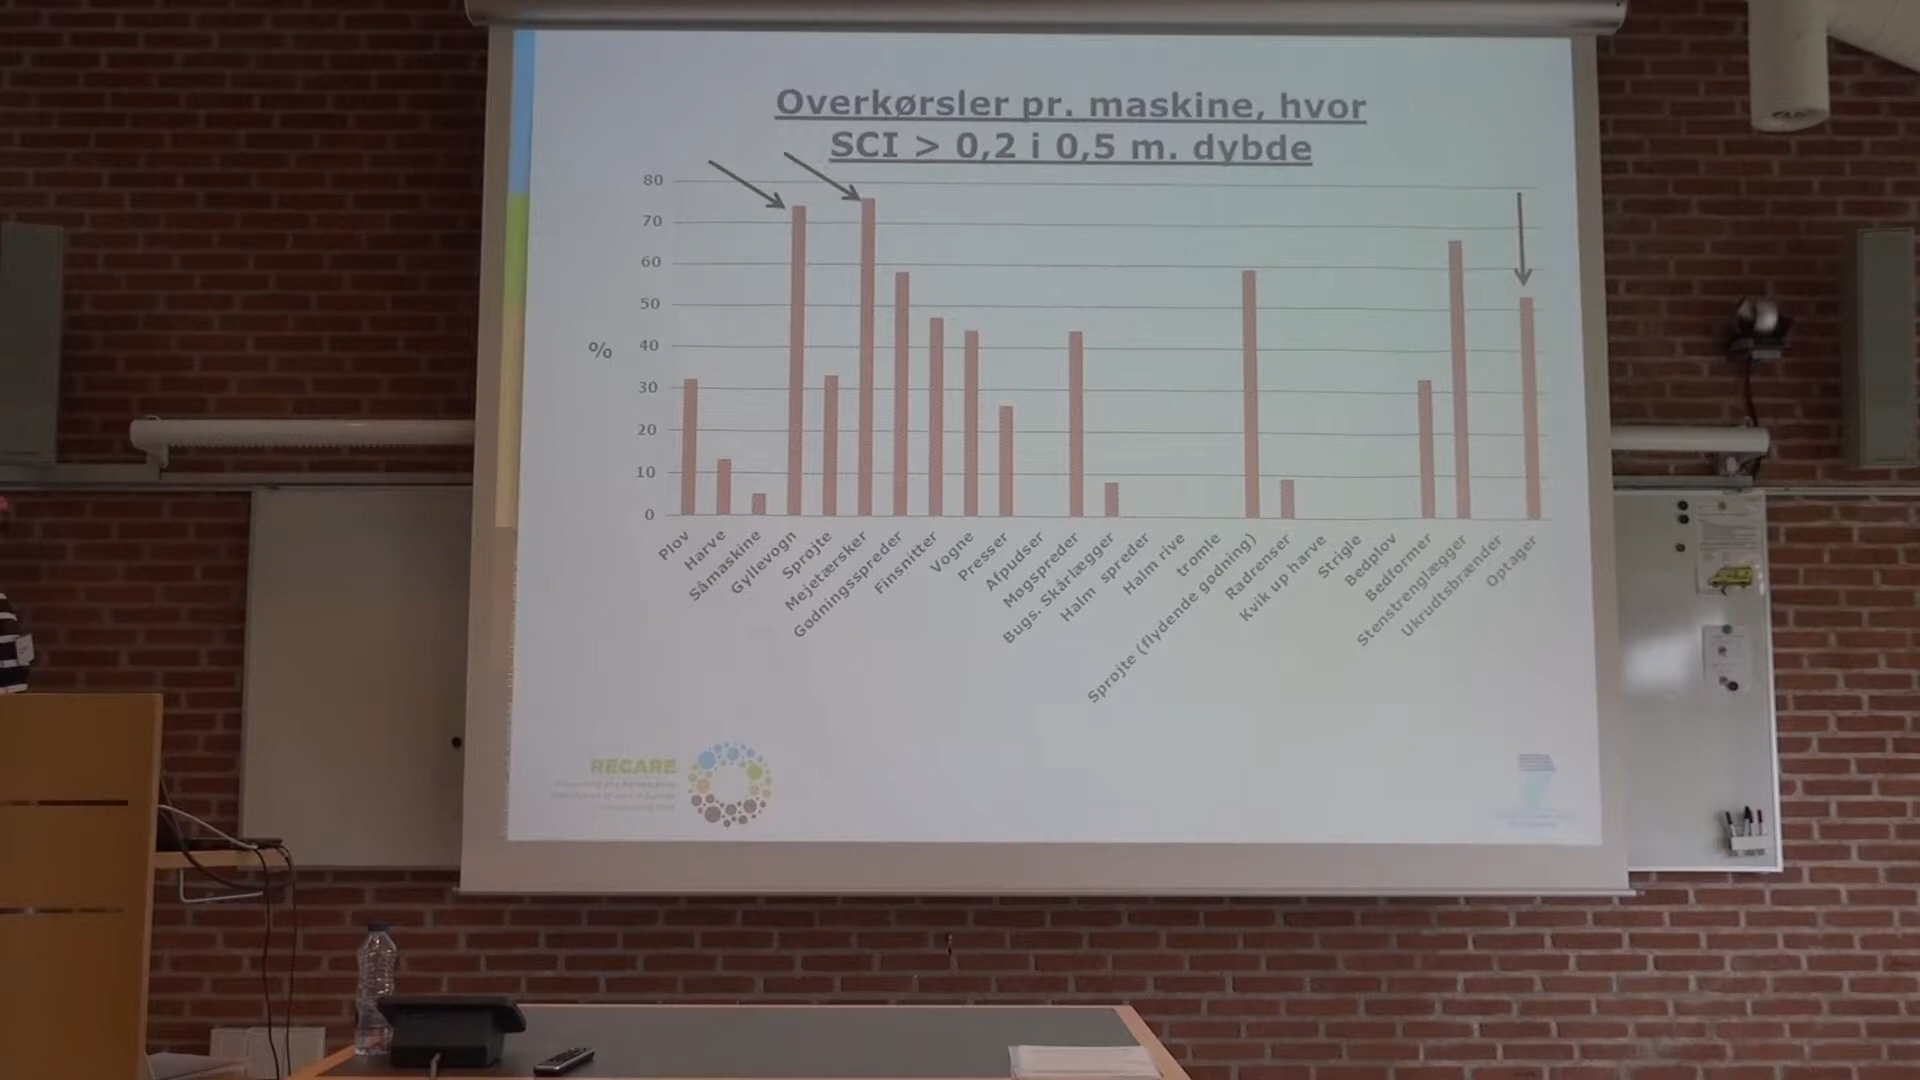 Overkørsler pr. maskine, hvor
SCI > 0,2 i 0,5 m. dybde
80
70
60
50
%
40
30
20
10
0
Plov
Harve
Såmaskine
Gyllevogn
Sprøjte
Mejetærsker
Gødningsspreder
Finsnitter
Vogne
Presser
Afpudser
Møgspreder
Bugs. Skårlægger
Halm spreder
Halm rive
tromle
Sprøjte (flydende gødning)
Radrenser
Kvik up harve
Strigle
Bedplov
Bedformer
Stenstrenglægger
Ukrudtsbrænder
Optager
RECARE